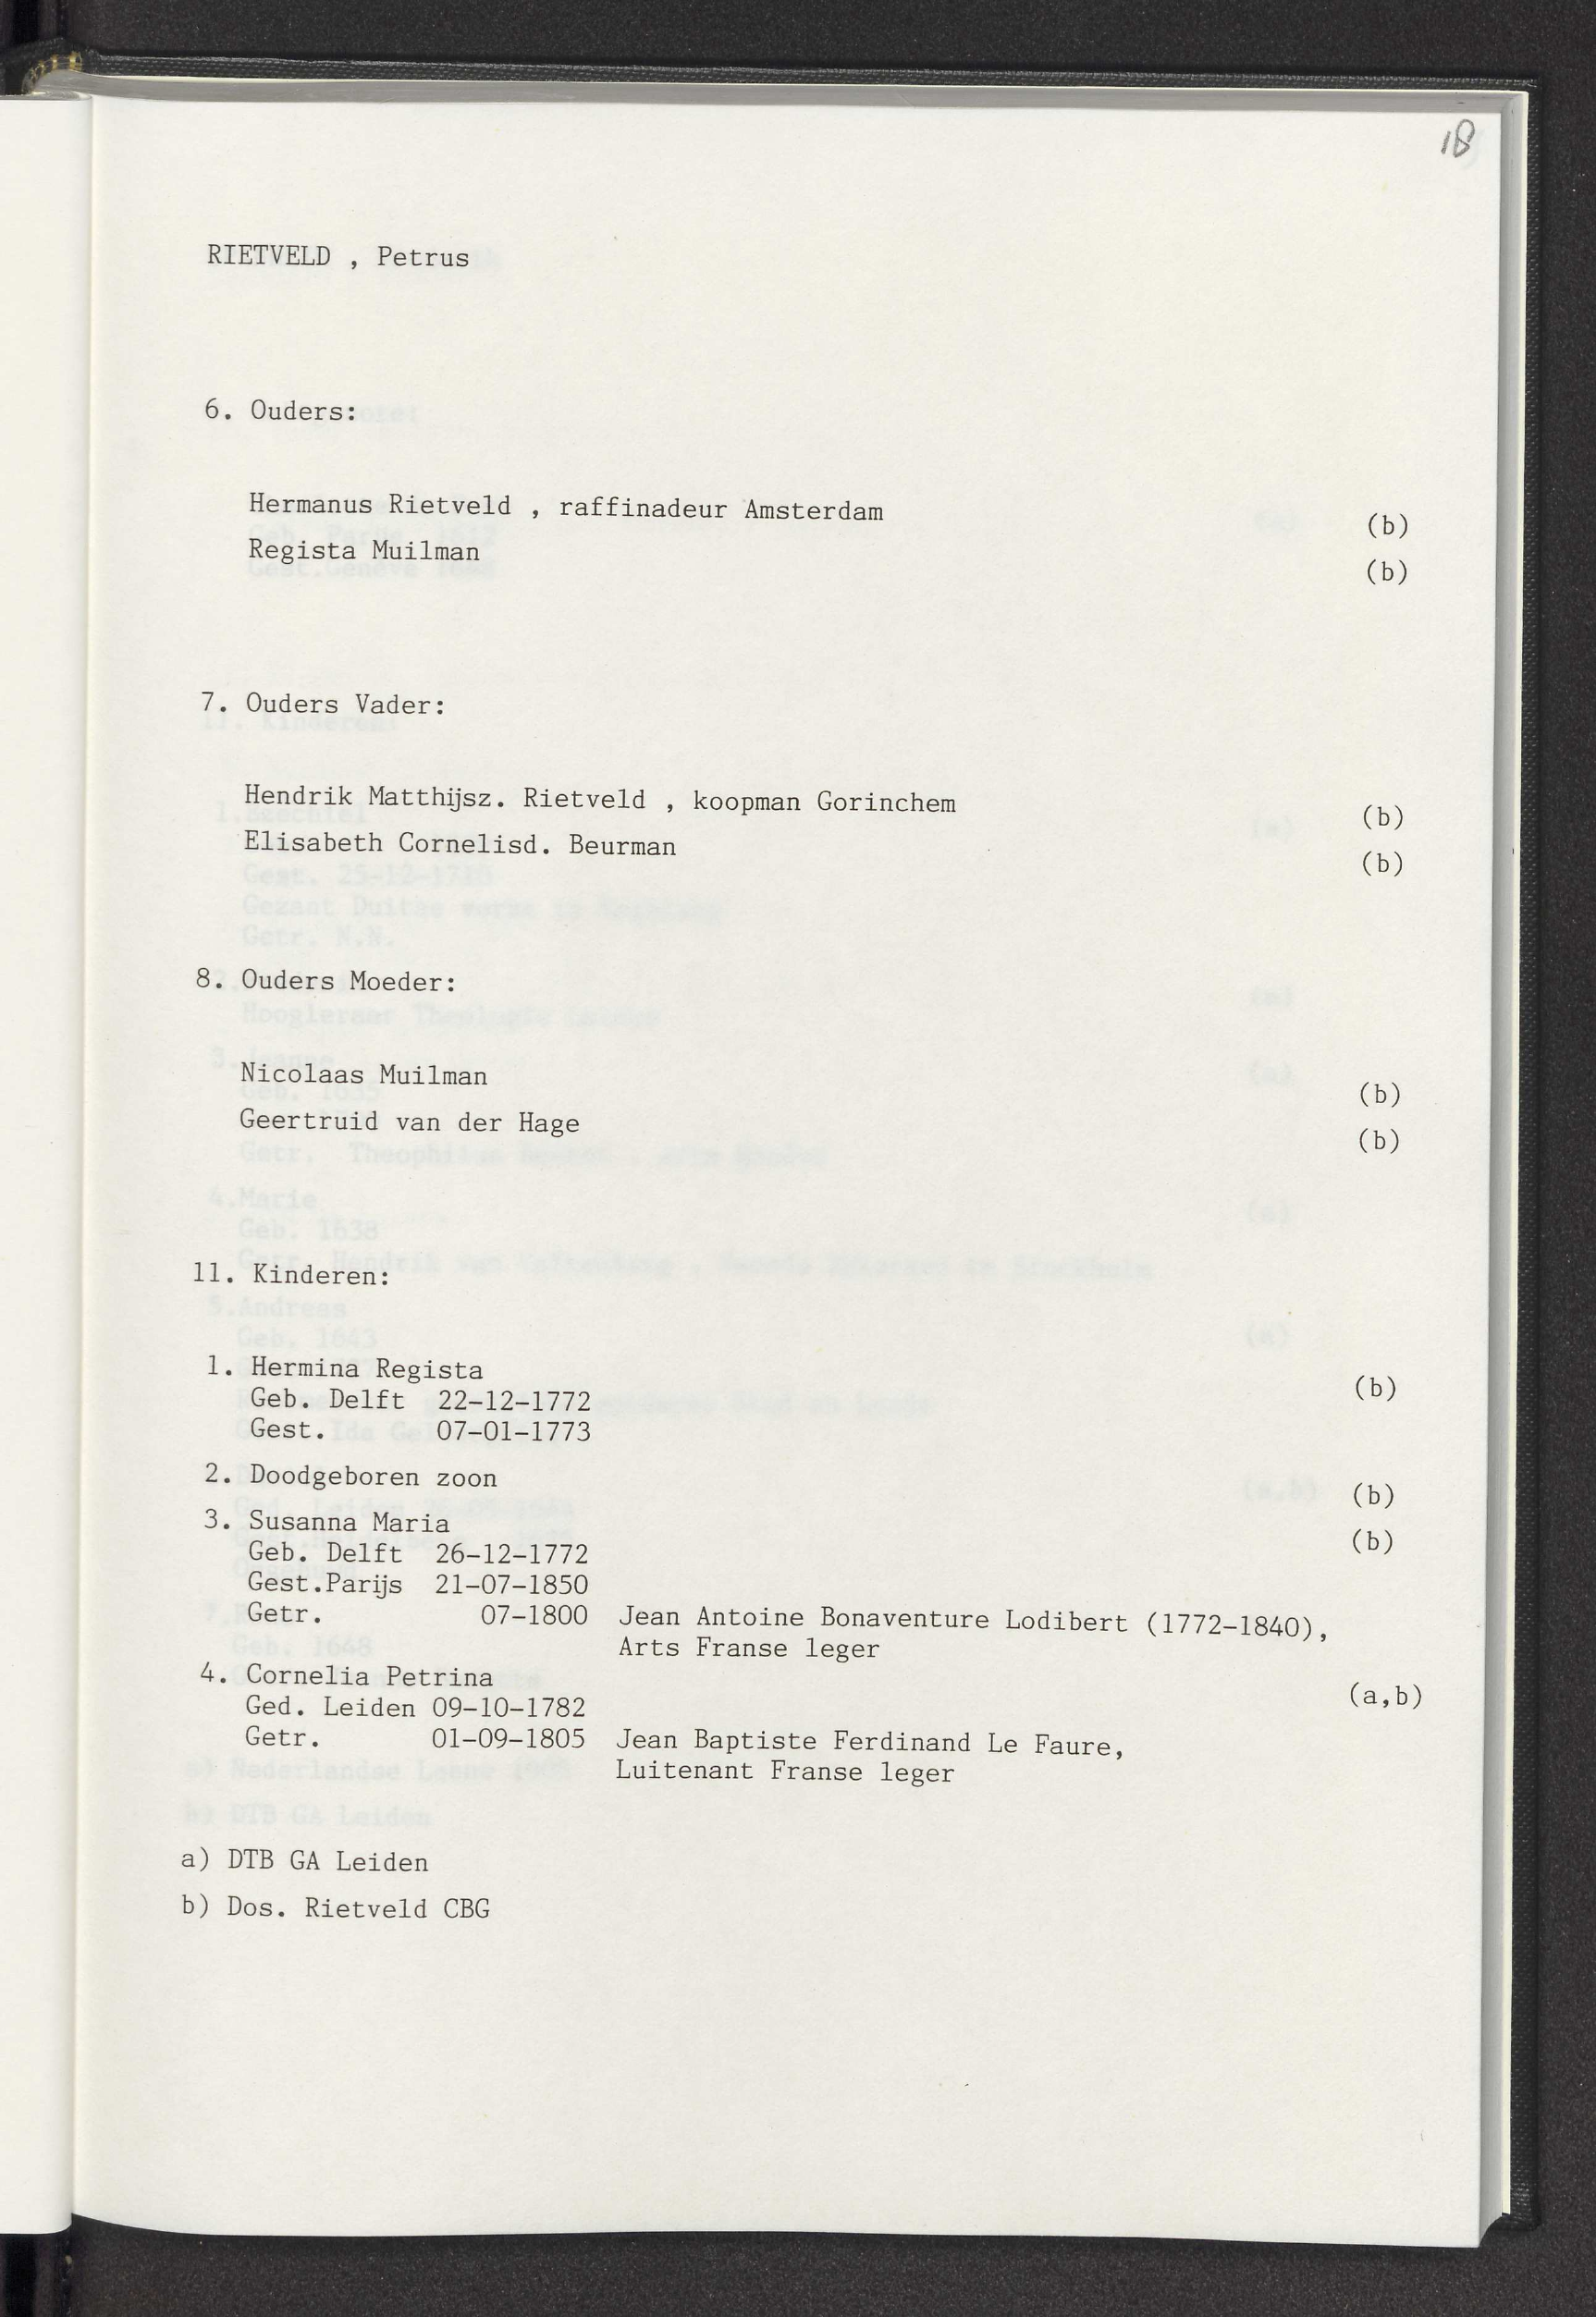 18
RIETVELD , Petrus
6. Ouders:
Hermanus Rietveld , raffinadeur Amsterdam (b)
Regista Muilman (b)
7. Ouders Vader:
Hendrik Matthijsz. Rietveld , koopman Gorinchem (b)
Elisabeth Cornelisd. Beurman (b)
8. Ouders Moeder:
Nicolaas Muilman (b)
Geertruid van der Hage (b)
11. Kinderen:
1. Hermina Regista (b)
Geb. Delft 22-12-1772
Gest. 07-01-1773
2. Doodgeboren zoon (b)
3. Susanna Maria (b)
Geb. Delft 26-12-1772
Gest.Parijs 21-07-1850
Getr. 07-1800 Jean Antoine Bonaventure Lodibert (1772-1840),
Arts Franse leger
4. Cornelia Petrina (a,b)
Ged. Leiden 09-10-1782
Getr. 01-09-1805 Jean Baptiste Ferdinand Le Faure,
Luitenant Franse leger
a) DTB GA Leiden
b) Dos. Rietveld CBG